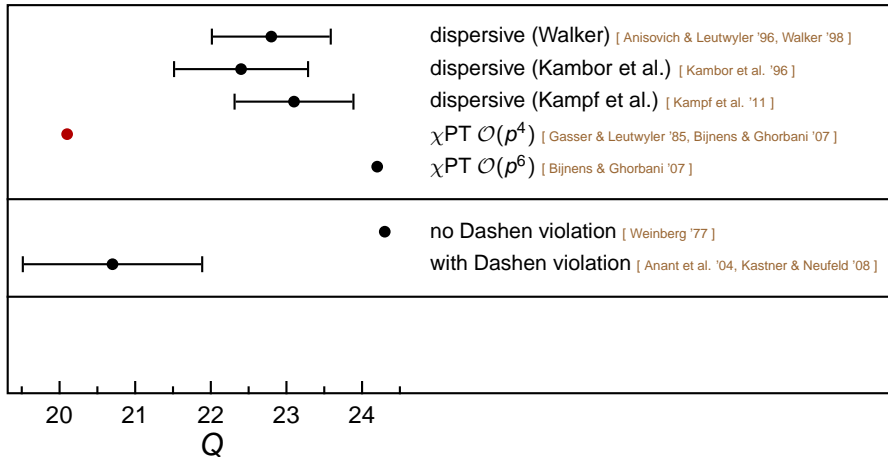 dispersive (Walker) [ Anisovich & Leutwyler '96, Walker '98 ]
dispersive (Kambor et al.) [ Kambor et al. '96 ]
dispersive (Kampf et al.) [ Kampf et al. '11 ]
χPT 𝒪(p⁴) [ Gasser & Leutwyler '85, Bijnens & Ghorbani '07 ]
χPT 𝒪(p⁶) [ Bijnens & Ghorbani '07 ]
no Dashen violation [ Weinberg '77 ]
with Dashen violation [ Anant et al. '04, Kastner & Neufeld '08 ]
20 21 22 23 24
Q